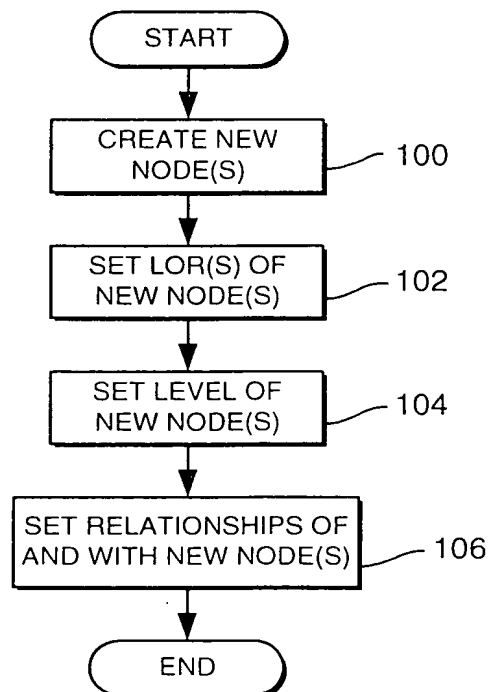 START
CREATE NEW
NODE(S)
100
SET LOR(S) OF
NEW NODE(S)
102
SET LEVEL OF
NEW NODE(S)
104
SET RELATIONSHIPS OF
AND WITH NEW NODE(S)
106
END